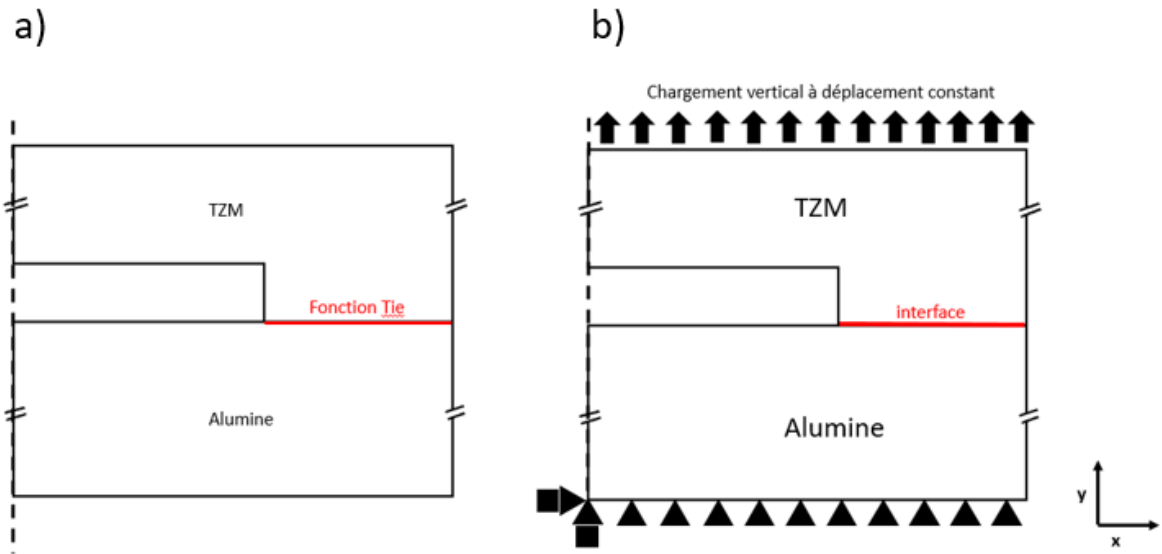 a)
TZM
Fonction Tie
Alumine
b)
Chargement vertical à déplacement constant
TZM
interface
Alumine
y
x